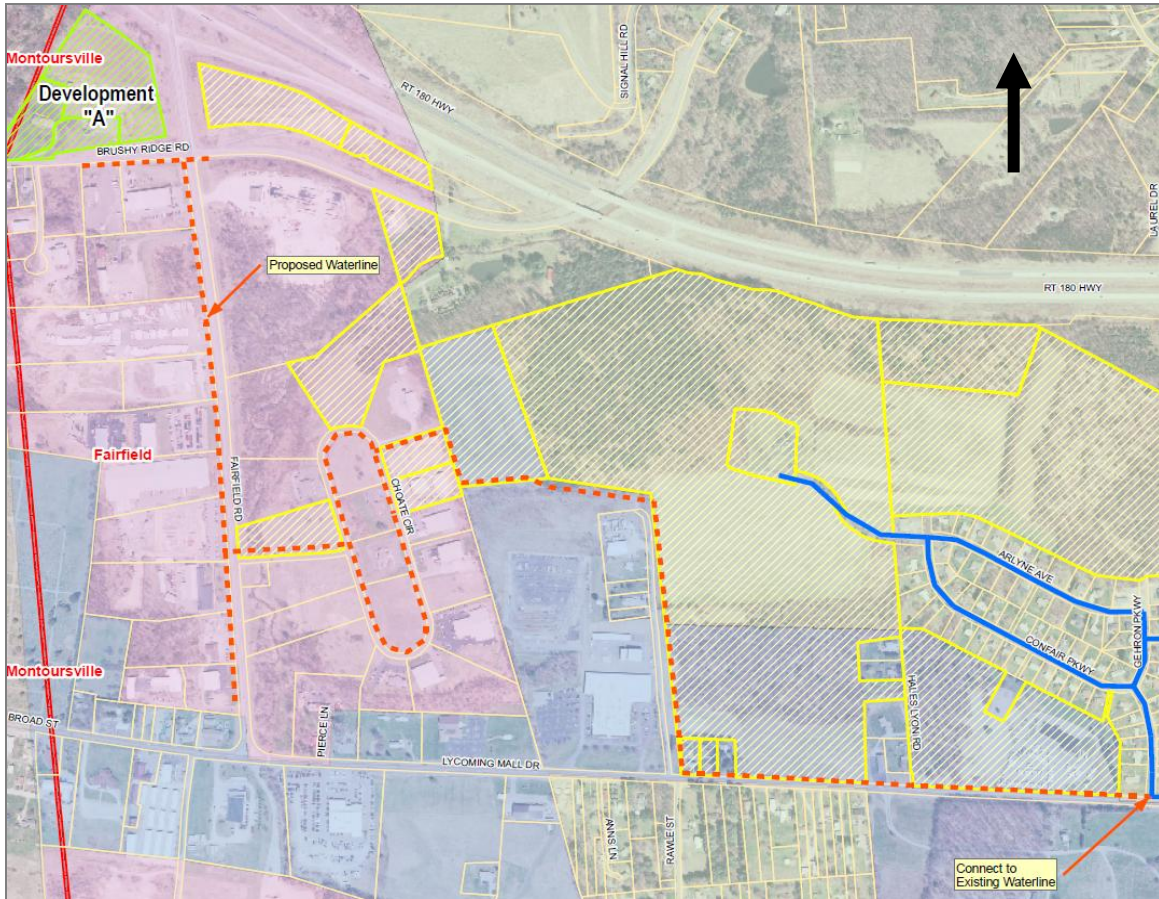 Montoursville
Development
"A"
BRUSHY RIDGE RD
RT 180 HWY
SIGNAL HILL RD
LAUREL DR
RT 180 HWY
Proposed Waterline
Fairfield
FAIRFIELD RD
CHOATE CIR
ARLYNE AVE
CONFAIR PKWY
GEHRON PKWY
HALES LYON RD
Montoursville
BROAD ST
PIERCE LN
LYCOMING MALL DR
ANNS LN
RAWLE ST
Connect to
Existing Waterline